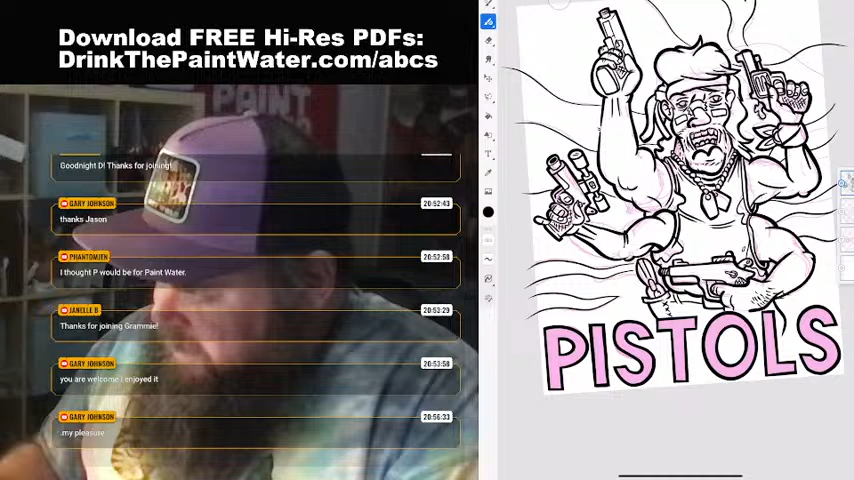 Download FREE Hi-Res PDFs:
DrinkThePaintWater.com/abcs
PAINT
Goodnight D! Thanks for joining!
GARY JOHNSON
20:52:43
thanks Jason
PHANTOMJEN
20:52:58
I thought P would be for Paint Water.
JANELLE B
20:53:29
Thanks for joining Grammie!
GARY JOHNSON
20:53:58
you are welcome i enjoyed it
GARY JOHNSON
20:56:33
.my pleasure
PISTOLS